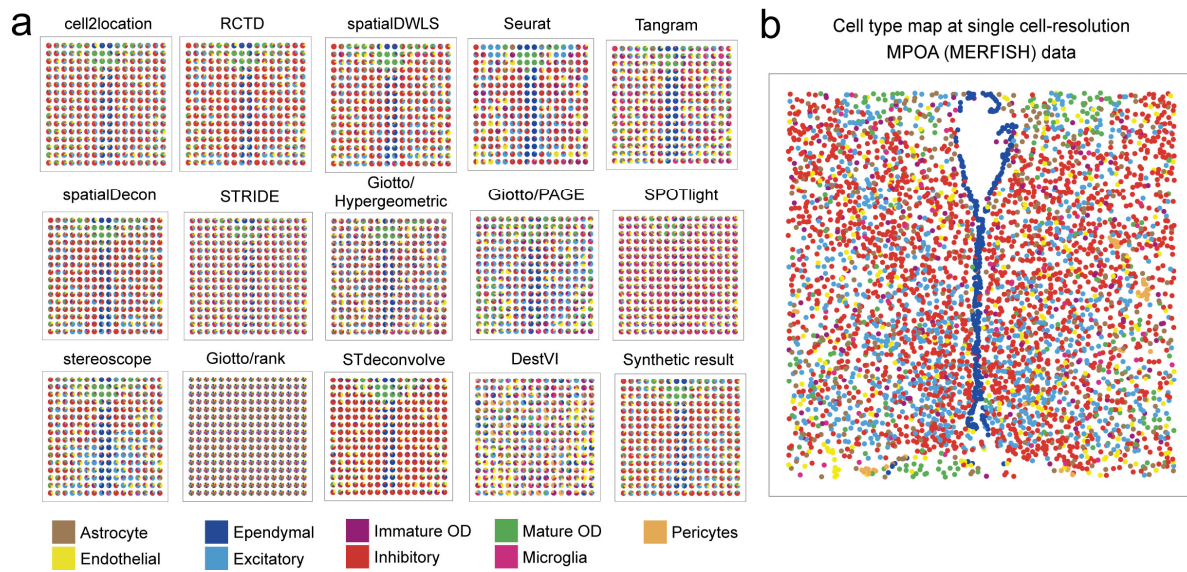 a
cell2location
RCTD
spatialDWLS
Seurat
Tangram
spatialDecon
STRIDE
Giotto/
Hypergeometric
Giotto/PAGE
SPOTlight
stereoscope
Giotto/rank
STdeconvolve
DestVI
Synthetic result
b
Cell type map at single cell-resolution
MPOA (MERFISH) data
Astrocyte
Ependymal
Immature OD
Mature OD
Pericytes
Endothelial
Excitatory
Inhibitory
Microglia